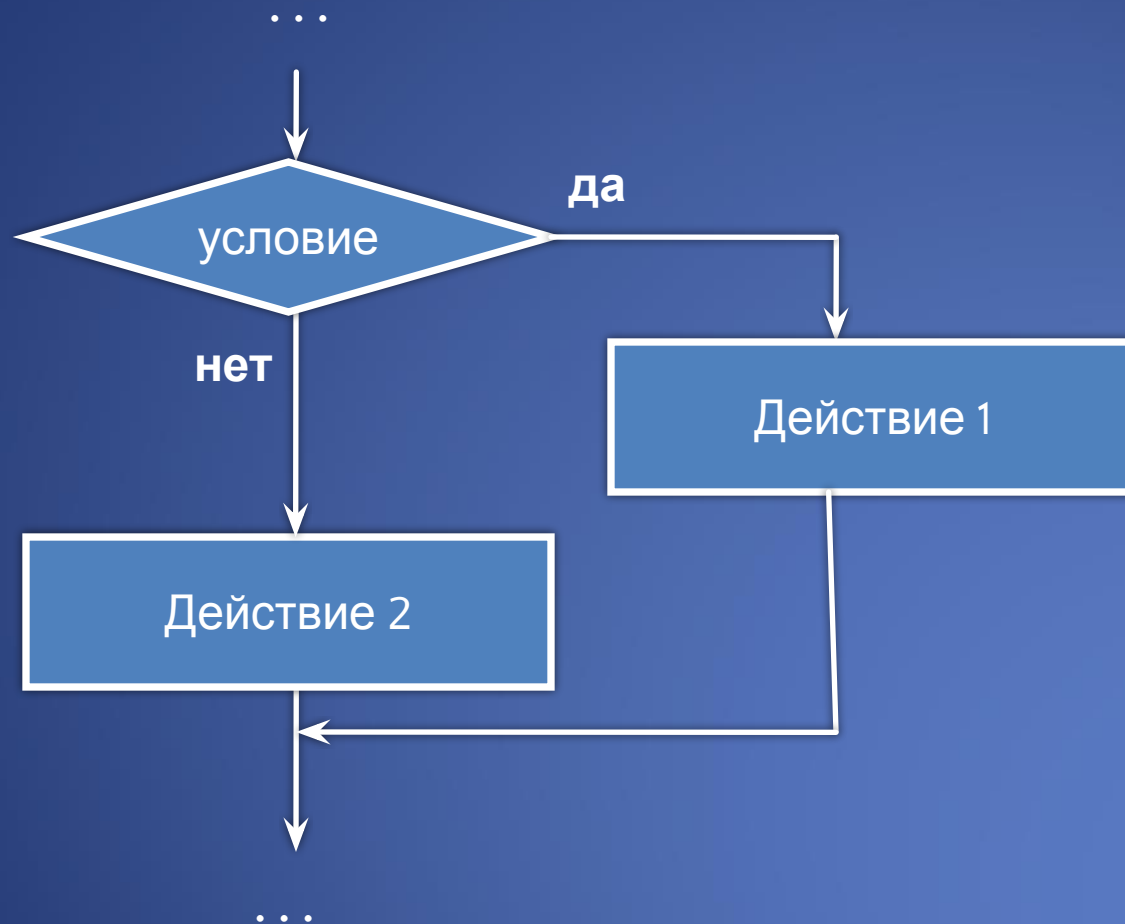 . . .
да
условие
нет
Действие 1
Действие 2
. . .